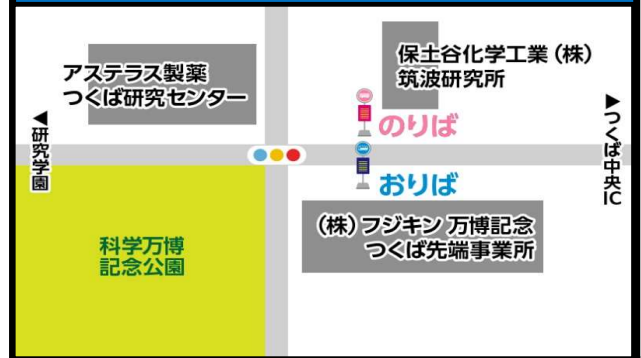 アステラス製薬
つくば研究センター
保土谷化学工業(株)
筑波研究所
◀研究学園
▶つくば中央IC
のりば
おりば
(株)フジキン 万博記念
つくば先端事業所
科学万博
記念公園